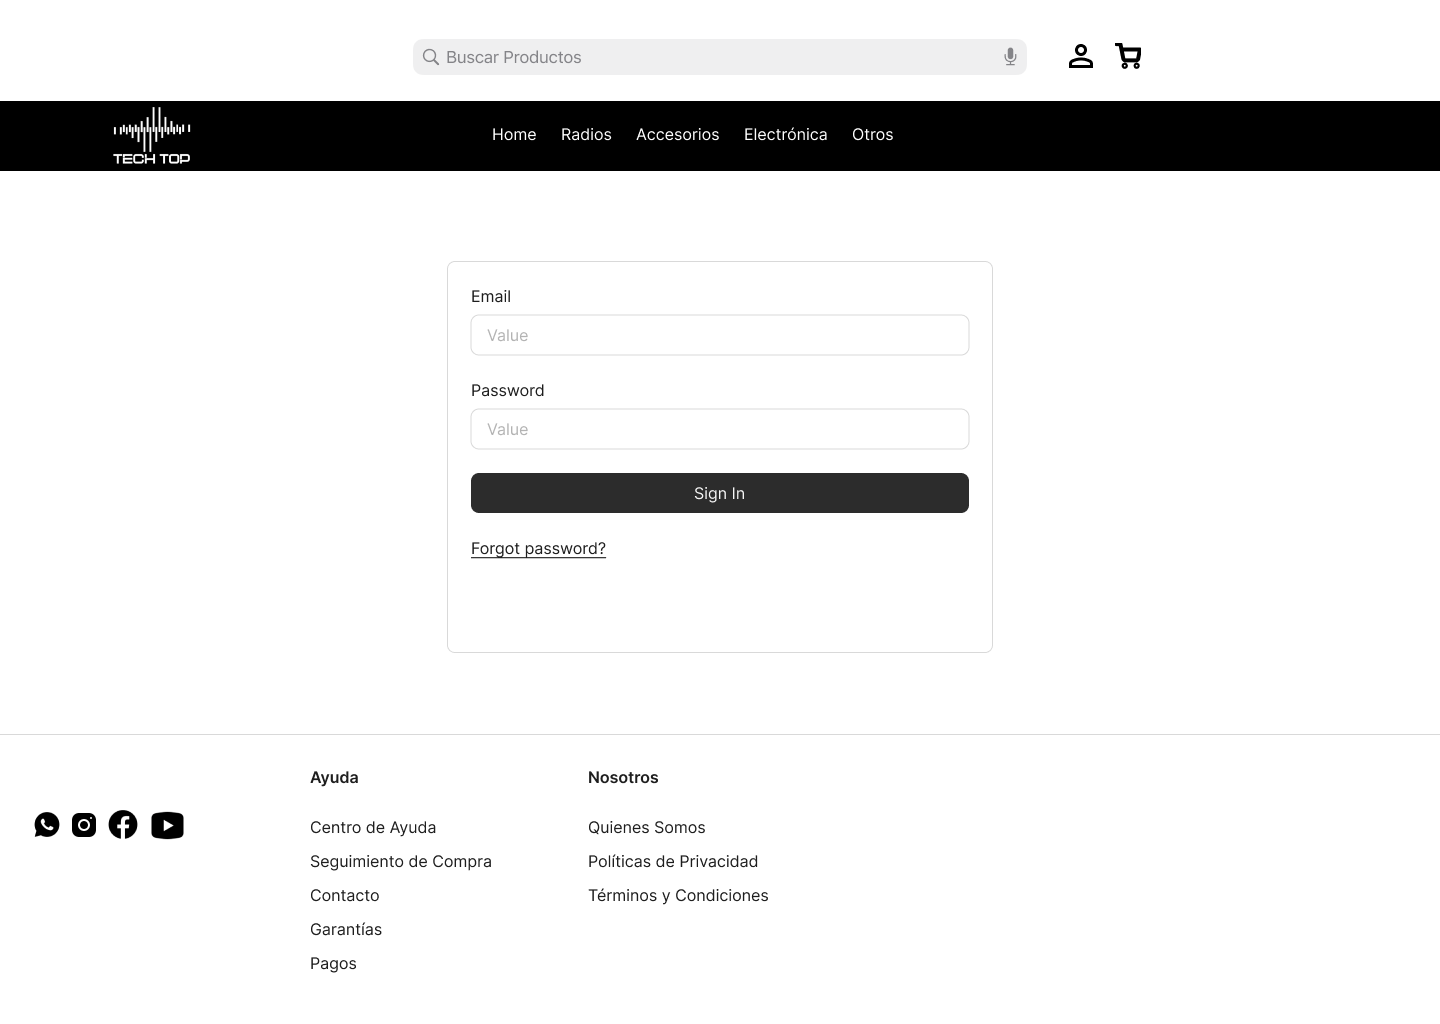 Buscar Productos
TECH TOP
Home Radios Accesorios Electrónica Otros
Email
Value
Password
Value
Sign In
Forgot password?
Ayuda
Centro de Ayuda
Seguimiento de Compra
Contacto
Garantías
Pagos
Nosotros
Quienes Somos
Políticas de Privacidad
Términos y Condiciones